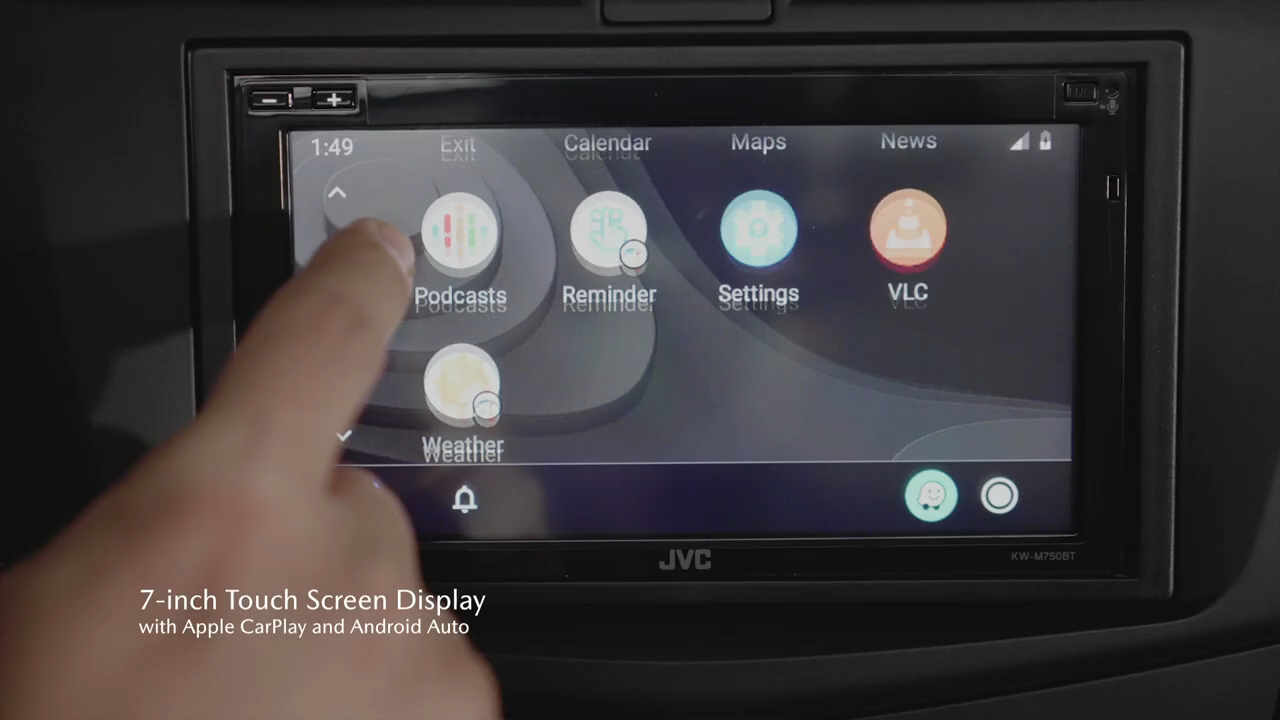 1:49
Exit
Calendar
Maps
News
Podcasts
Reminder
Settings
VLC
Weather
JVC
KW-M750BT
7-inch Touch Screen Display
with Apple CarPlay and Android Auto